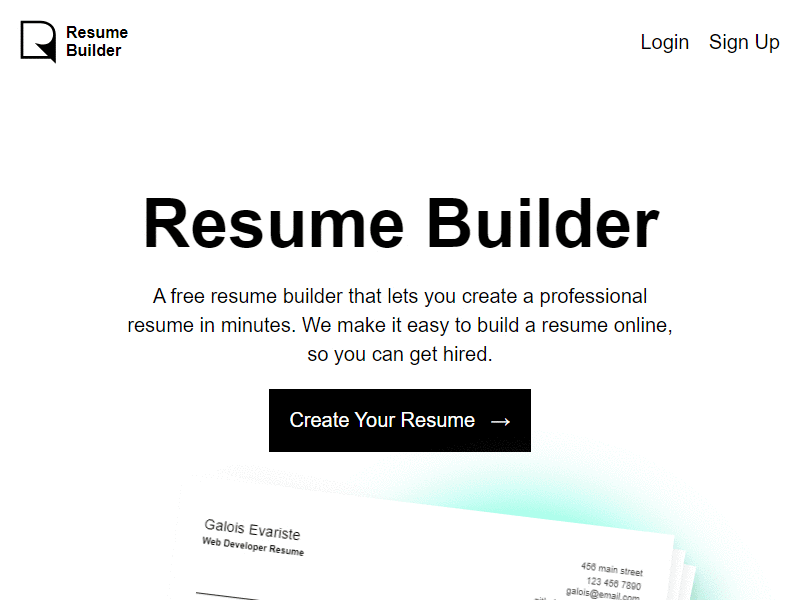 Resume
Builder
Login
Sign Up
Resume Builder
A free resume builder that lets you create a professional
resume in minutes. We make it easy to build a resume online,
so you can get hired.
Create Your Resume →
Galois Evariste
Web Developer Resume
456 main street
123 456 7890
galois@email.com